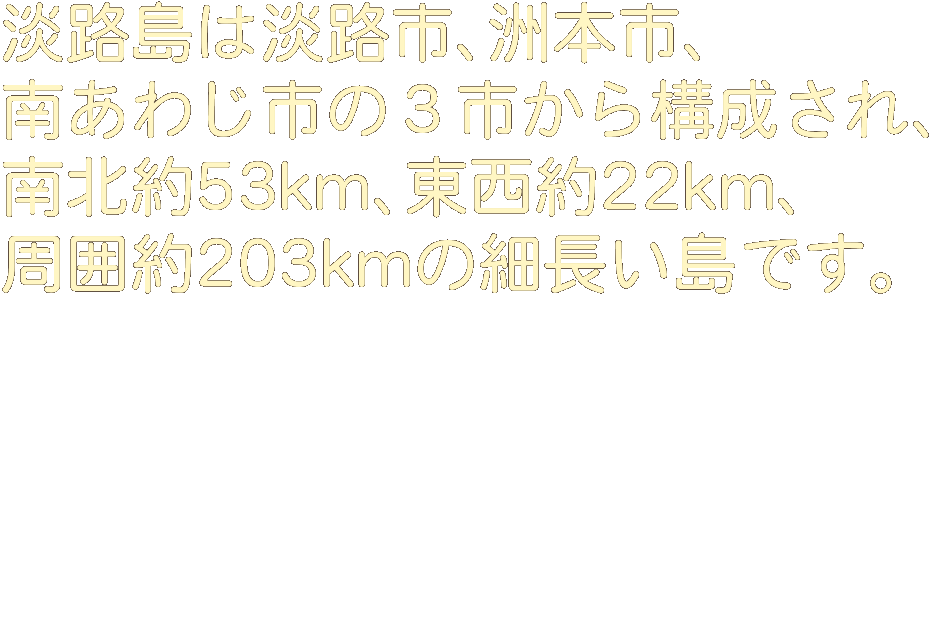 淡路島は淡路市、洲本市、
南あわじ市の３市から構成され、
南北約53km、東西約22km、
周囲約203kmの細長い島です。